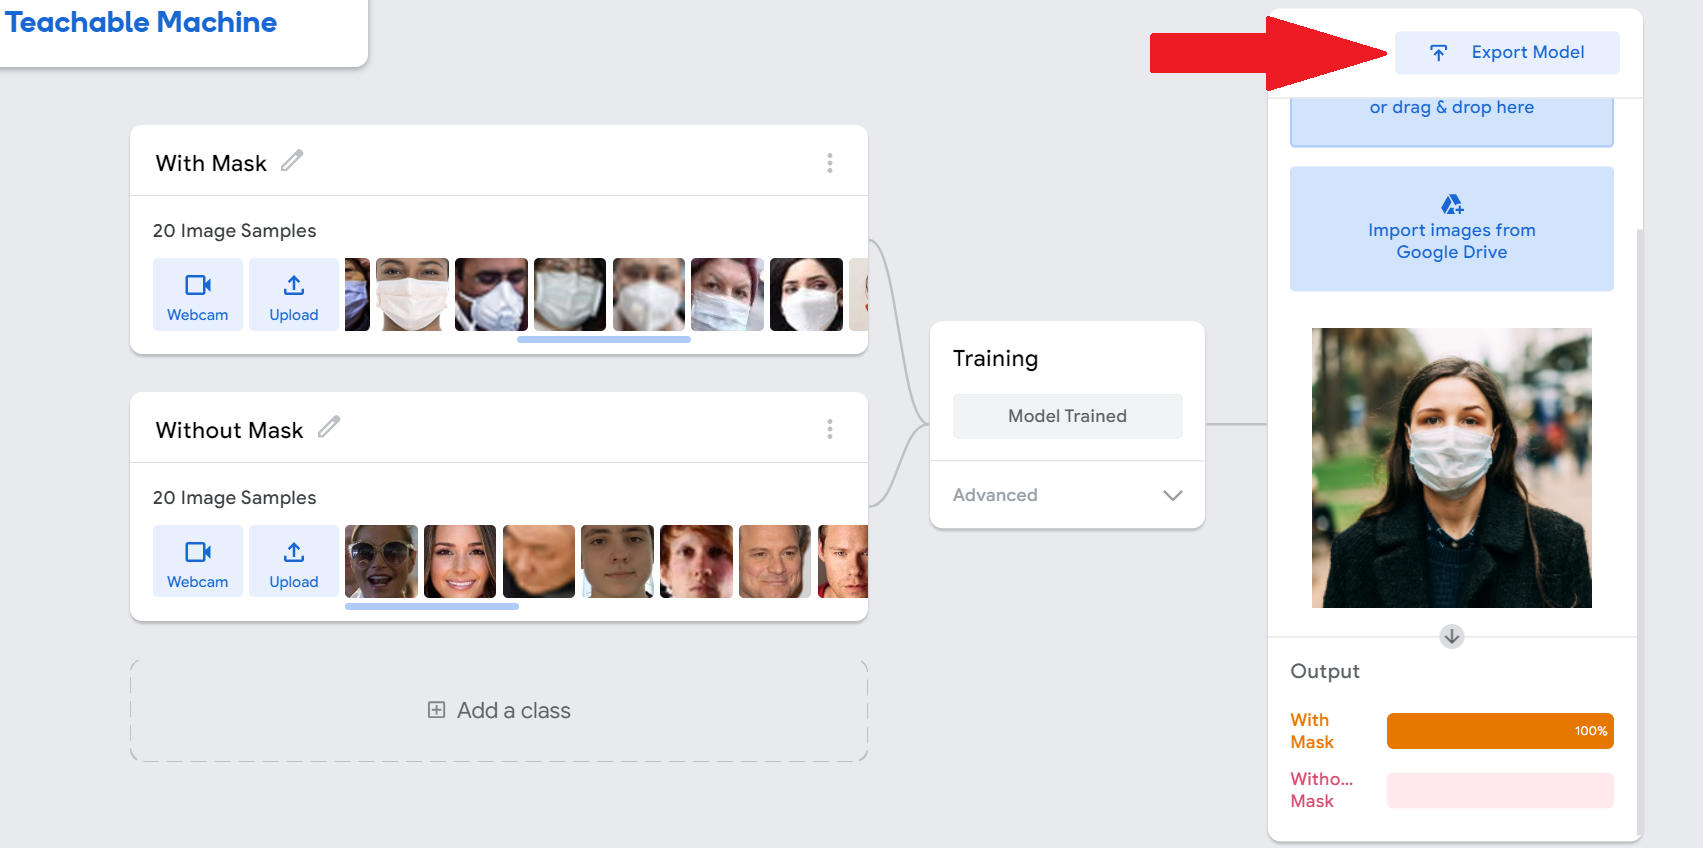 Teachable Machine
Export Model
or drag & drop here
Import images from
Google Drive
With Mask
20 Image Samples
Webcam
Upload
Without Mask
20 Image Samples
Webcam
Upload
Add a class
Training
Model Trained
Advanced
Output
With
Mask
100%
Witho...
Mask